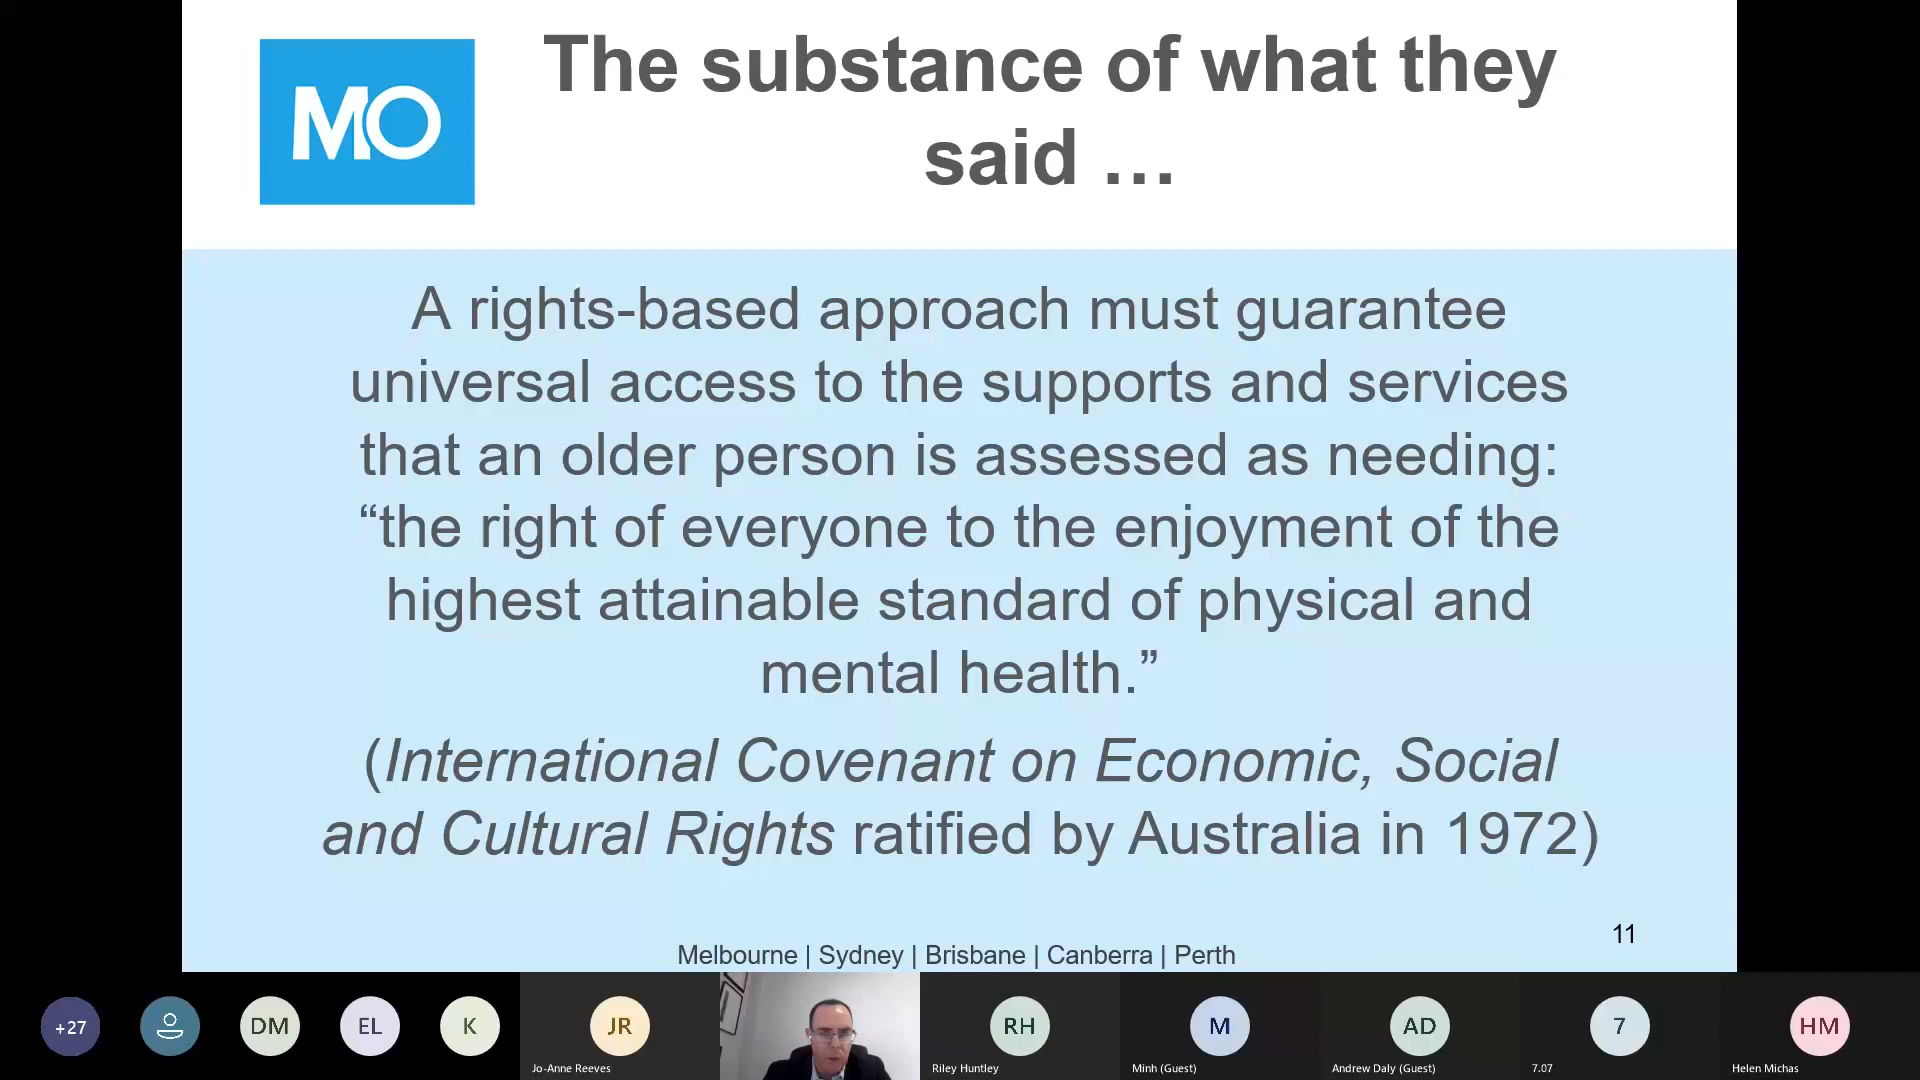 MO
The substance of what they
said …
A rights-based approach must guarantee
universal access to the supports and services
that an older person is assessed as needing:
“the right of everyone to the enjoyment of the
highest attainable standard of physical and
mental health.”
(International Covenant on Economic, Social
and Cultural Rights ratified by Australia in 1972)
11
Melbourne | Sydney | Brisbane | Canberra | Perth
+27
DM
EL
K
JR
RH
M
AD
7
HM
Jo-Anne Reeves
Riley Huntley
Minh (Guest)
Andrew Daly (Guest)
7.07
Helen Michas